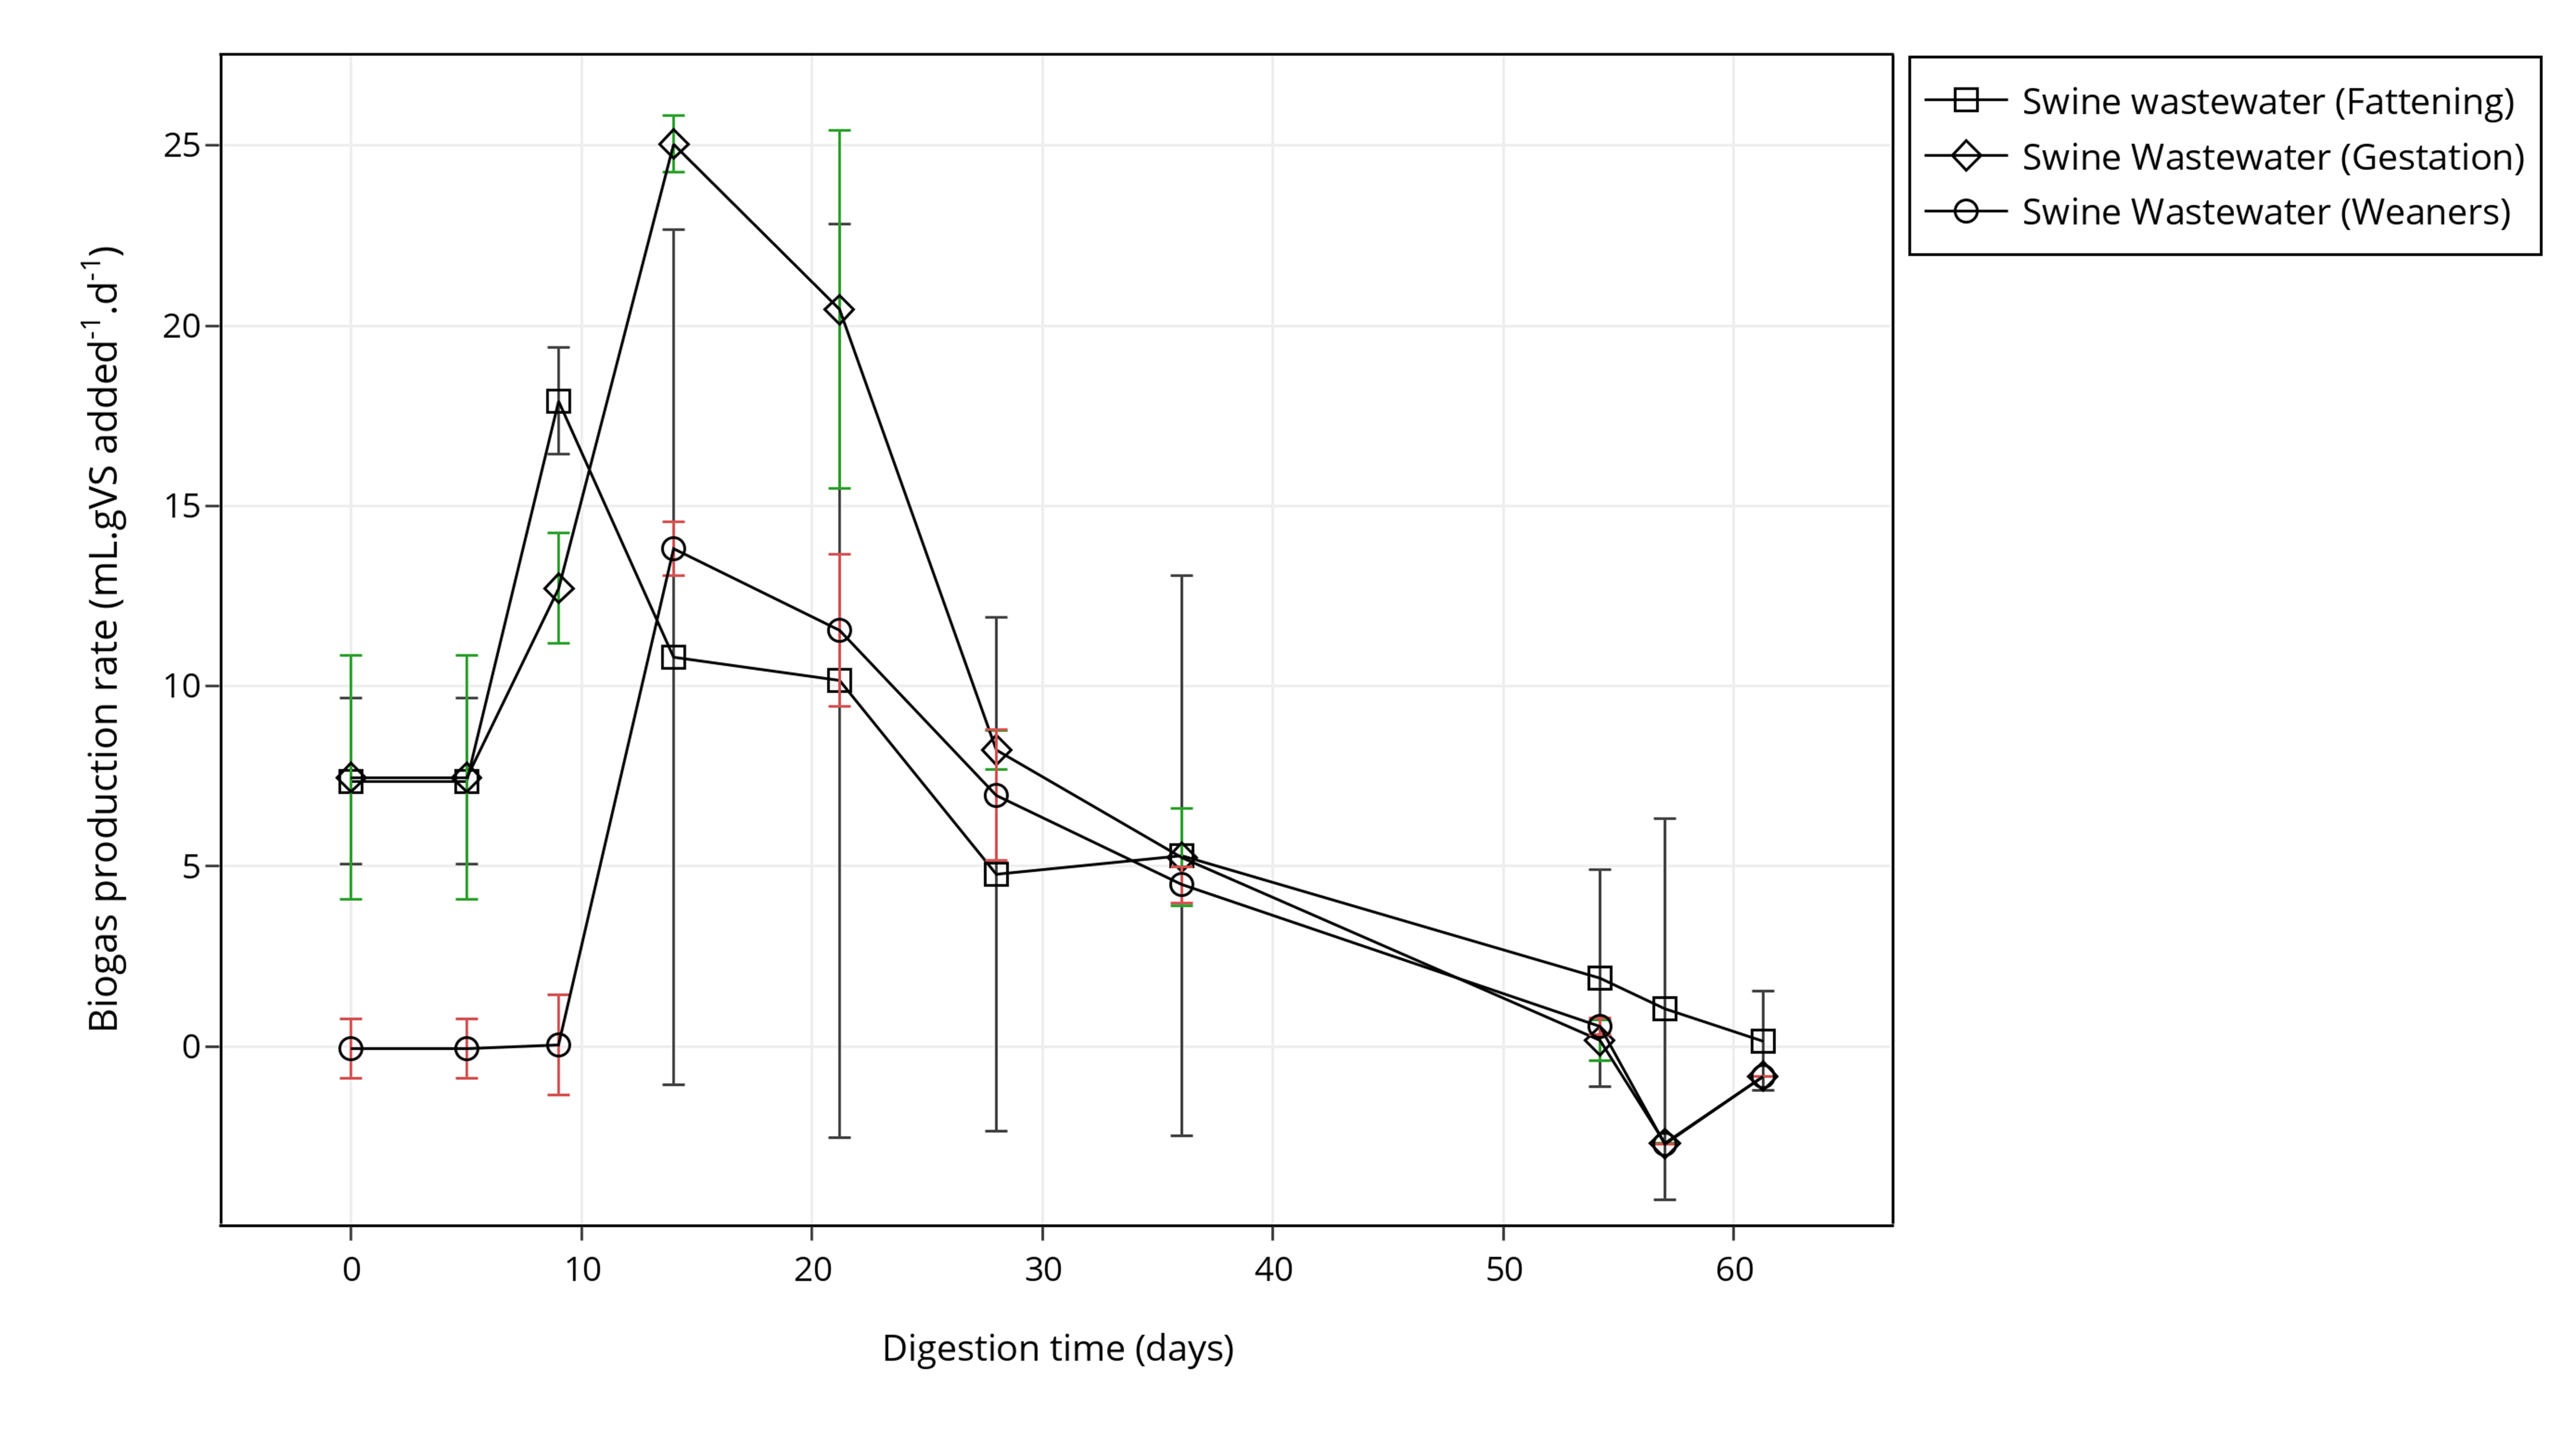 Swine wastewater (Fattening)
Swine Wastewater (Gestation)
Swine Wastewater (Weaners)
Biogas production rate (mL.gVS added⁻¹.d⁻¹)
25
20
15
10
5
0
0 10 20 30 40 50 60
Digestion time (days)